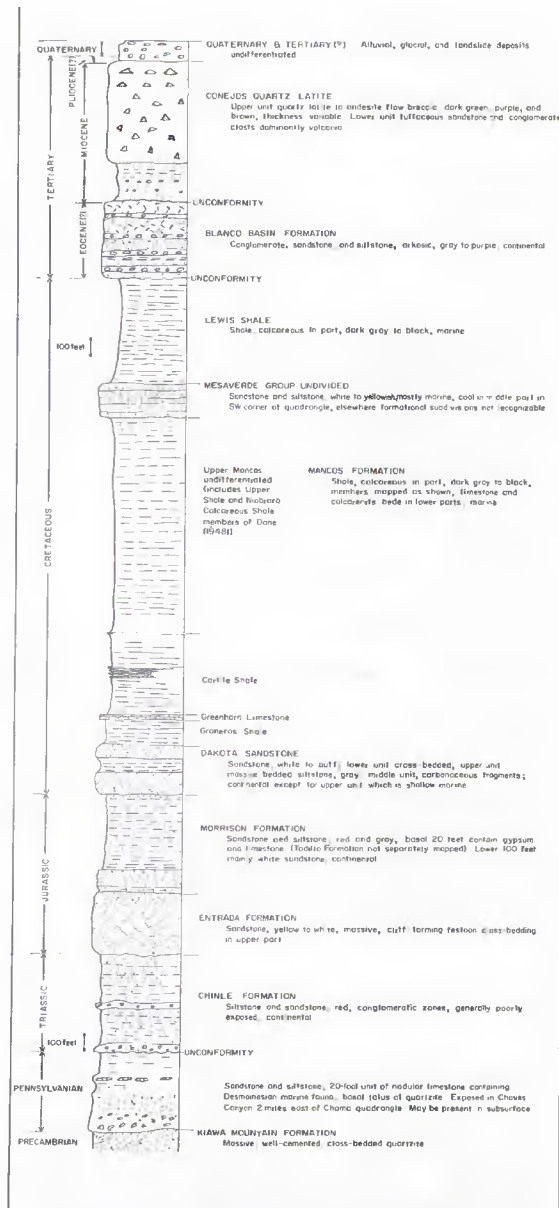 QUATERNARY
QUATERNARY & TERTIARY(?) Alluvial, glacial, and landslide deposits
undifferentiated
PLIOCENE(?)
CONEJOS QUARTZ LATITE
Upper unit quartz latite to andesite flow breccia dark green, purple, and
brown, thickness variable Lower unit tuffaceous sandstone and conglomerate
clasts dominantly volcanic
MIOCENE
TERTIARY
UNCONFORMITY
EOCENE(?)
BLANCO BASIN FORMATION
Conglomerate, sandstone and siltstone, arkosic, gray to purple, continental
UNCONFORMITY
LEWIS SHALE
Shale, calcareous in part, dark gray to black, marine
100 feet
MESAVERDE GROUP UNDIVIDED
Sandstone and siltstone, white to yellowish, mostly marine, coal in middle part in
SW corner of quadrangle, elsewhere formational subdivisions not recognizable
Upper Mancos
undifferentiated
(includes Upper
Shale and Niobrara
Calcareous Shale
members of Dane
(1948))
MANCOS FORMATION
Shale, calcareous in part, dark gray to black,
members mapped as shown, limestone and
calcarenite beds in lower parts, marine
CRETACEOUS
Carlile Shale
Greenhorn Limestone
Graneros Shale
DAKOTA SANDSTONE
Sandstone, white to buff, lower unit cross-bedded, upper unit
massive bedded siltstone, gray middle unit, carbonaceous fragments;
continental except for upper unit which is shallow marine
MORRISON FORMATION
Sandstone and siltstone, red and gray, basal 20 feet contain gypsum
and limestone (Todilto Formation not separately mapped) Lower 100 feet
mainly white sandstone, continental
JURASSIC
ENTRADA FORMATION
Sandstone, yellow to white, massive, cliff forming festoon cross-bedding
in upper part
CHINLE FORMATION
Siltstone and sandstone, red, conglomeratic zones, generally poorly
exposed, continental
TRIASSIC
100 feet
UNCONFORMITY
PENNSYLVANIAN
Sandstone and siltstone, 20-foot unit of nodular limestone containing
Desmoinesian marine fauna, basal talus of quartzite Exposed in Chaves
Canyon 2 miles east of Chama quadrangle May be present in subsurface
KIAWA MOUNTAIN FORMATION
Massive, well-cemented, cross-bedded quartzite
PRECAMBRIAN